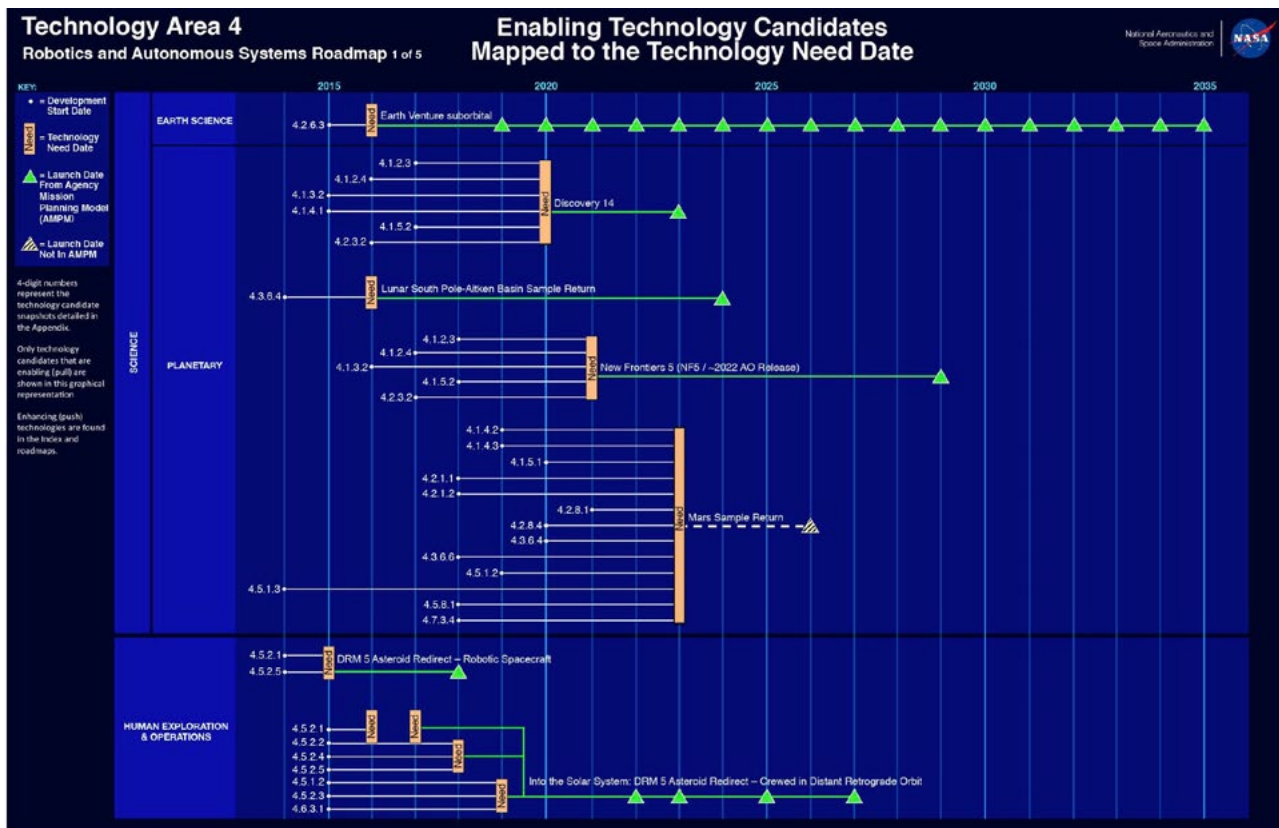 Technology Area 4
Robotics and Autonomous Systems Roadmap 1 of 5
Enabling Technology Candidates
Mapped to the Technology Need Date
National Aeronautics and
Space Administration
NASA
KEY:
= Development
Start Date
Need
= Technology
Need Date
= Launch Date
From Agency
Mission
Planning Model
(AMPM)
= Launch Date
Not In AMPM
4-digit numbers
represent the
technology candidate
snapshots detailed in
the Appendix.
Only technology
candidates that are
enabling (pull) are
shown in this graphical
representation
Enhancing (push)
technologies are found
in the Index and
roadmaps.
2015
2020
2025
2030
2035
SCIENCE
EARTH SCIENCE
4.2.6.3
Need
Earth Venture suborbital
PLANETARY
4.1.2.3
4.1.2.4
4.1.3.2
4.1.4.1
4.1.5.2
4.2.3.2
Need
Discovery 14
4.3.6.4
Need
Lunar South Pole-Aitken Basin Sample Return
4.1.2.3
4.1.2.4
4.1.3.2
4.1.5.2
4.2.3.2
Need
New Frontiers 5 (NF5 / ~2022 AO Release)
4.1.4.2
4.1.4.3
4.1.5.1
4.2.1.1
4.2.1.2
4.2.8.1
4.2.8.4
4.3.6.4
4.3.6.6
4.5.1.2
4.5.1.3
4.5.8.1
4.7.3.4
Need
Mars Sample Return
HUMAN EXPLORATION
& OPERATIONS
4.5.2.1
4.5.2.5
Need
DRM 5 Asteroid Redirect – Robotic Spacecraft
4.5.2.1
Need
Need
4.5.2.2
4.5.2.4
4.5.2.5
Need
4.5.1.2
4.5.2.3
4.6.3.1
Need
Into the Solar System: DRM 5 Asteroid Redirect – Crewed in Distant Retrograde Orbit